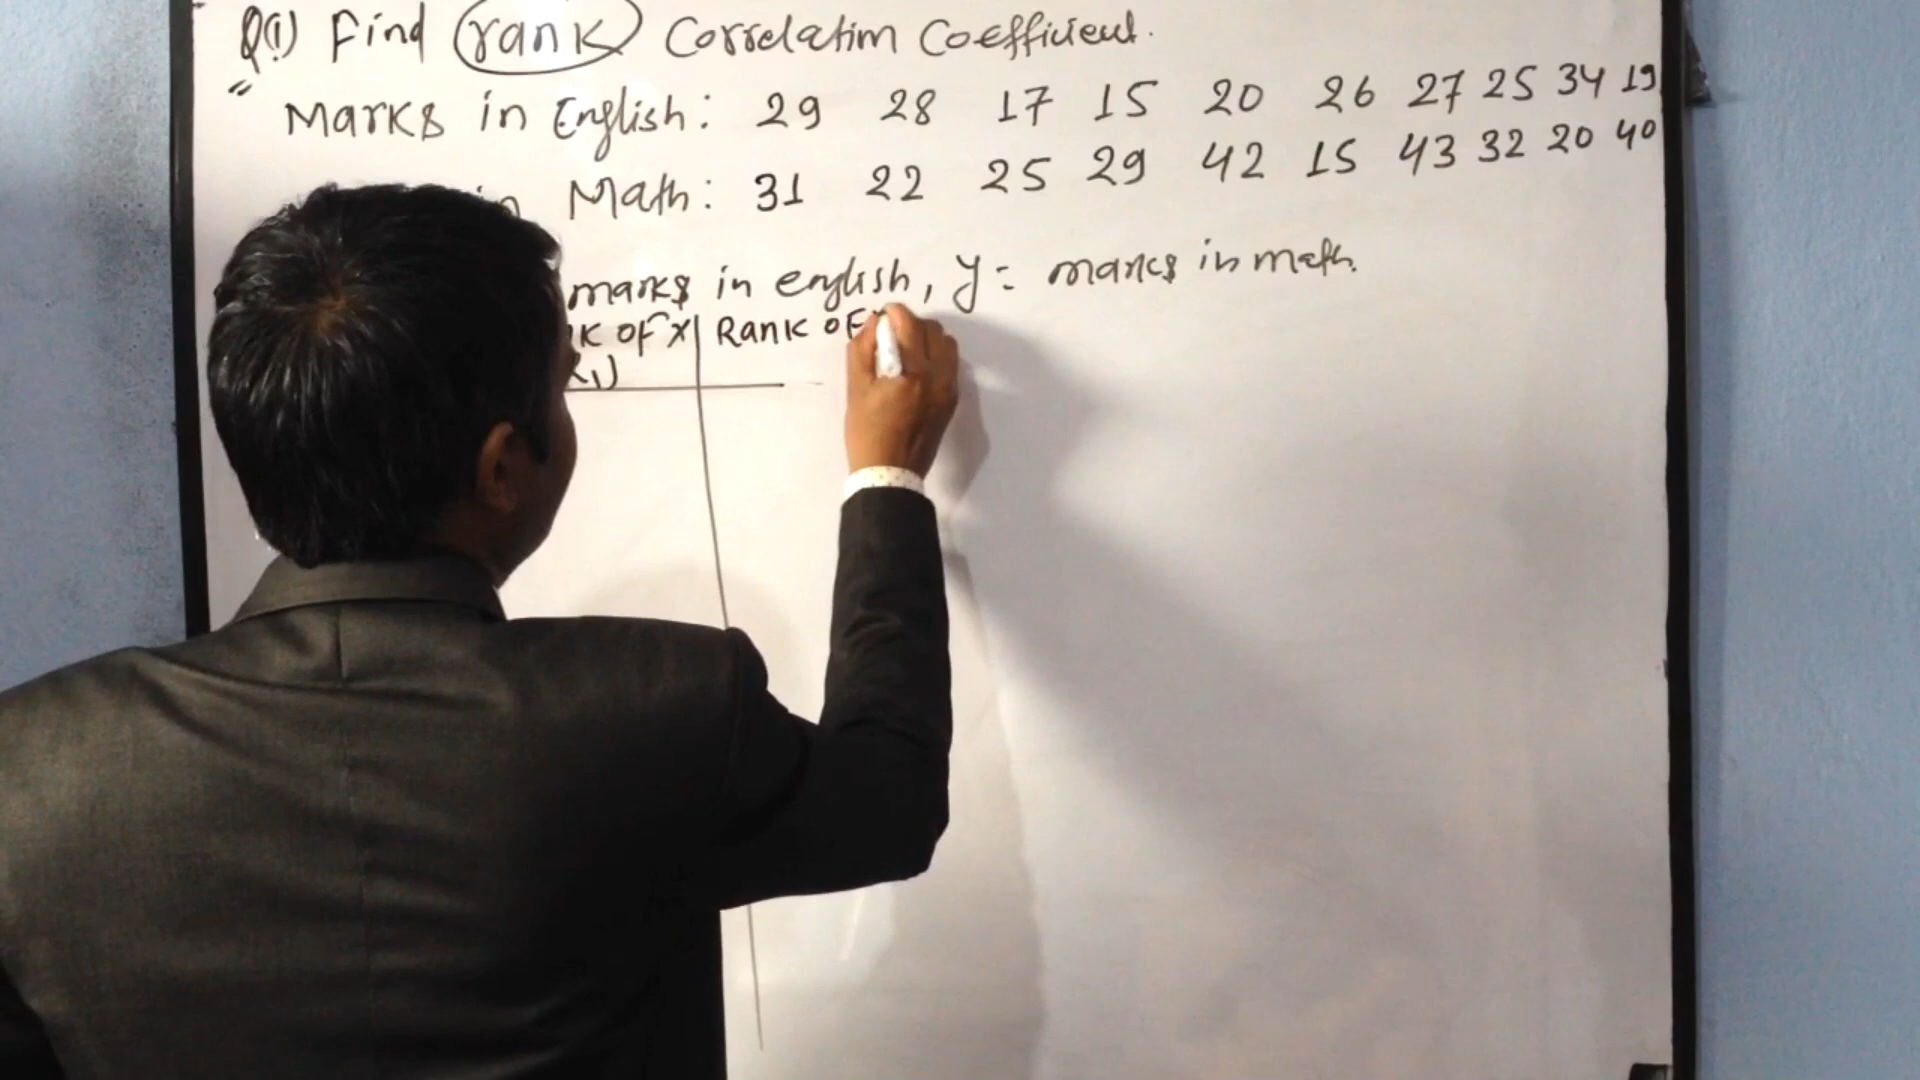 Q(1) Find rank Correlation Coefficient.
Marks in English: 29 28 17 15 20 26 27 25 34 19
in Math: 31 22 25 29 42 15 43 32 20 40
marks in english, y = marks in math.
K OF X Rank OF